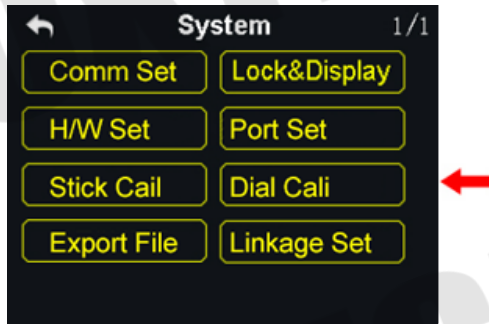 System 1/1
Comm Set Lock&Display
H/W Set Port Set
Stick Cail Dial Cali
Export File Linkage Set